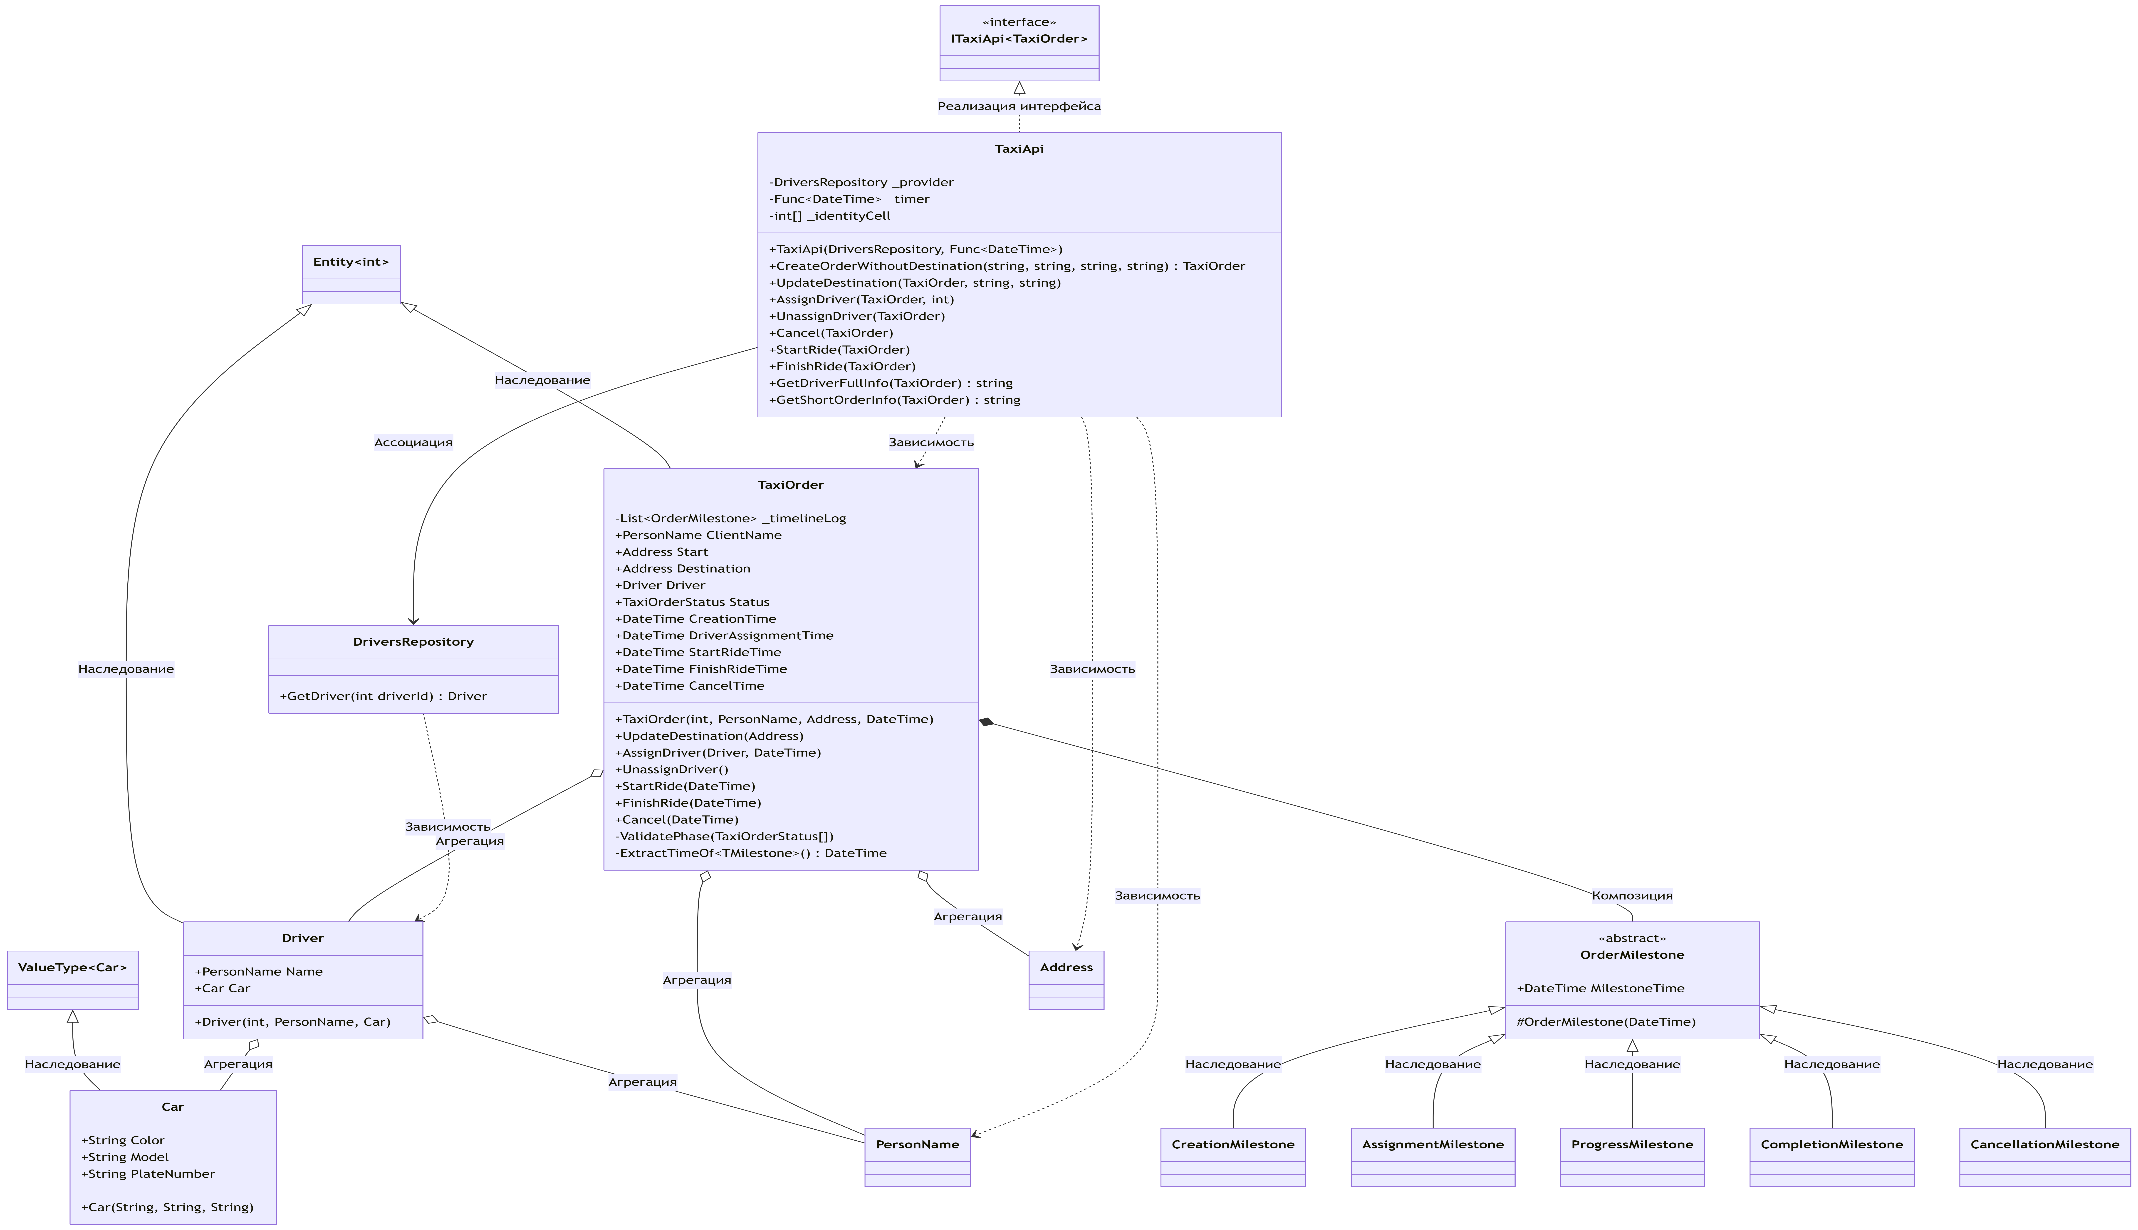 <<interface>>
ITaxiApi<TaxiOrder>
Реализация интерфейса
TaxiApi
-DriversRepository _provider
-Func<DateTime> _timer
-int[] _identityCell
+TaxiApi(DriversRepository, Func<DateTime>)
+CreateOrderWithoutDestination(string, string, string, string) : TaxiOrder
+UpdateDestination(TaxiOrder, string, string)
+AssignDriver(TaxiOrder, int)
+UnassignDriver(TaxiOrder)
+Cancel(TaxiOrder)
+StartRide(TaxiOrder)
+FinishRide(TaxiOrder)
+GetDriverFullInfo(TaxiOrder) : string
+GetShortOrderInfo(TaxiOrder) : string
Entity<int>
Наследование
Ассоциация
Зависимость
TaxiOrder
-List<OrderMilestone> _timelineLog
+PersonName ClientName
+Address Start
+Address Destination
+Driver Driver
+TaxiOrderStatus Status
+DateTime CreationTime
+DateTime DriverAssignmentTime
+DateTime StartRideTime
+DateTime FinishRideTime
+DateTime CancelTime
+TaxiOrder(int, PersonName, Address, DateTime)
+UpdateDestination(Address)
+AssignDriver(Driver, DateTime)
+UnassignDriver()
+StartRide(DateTime)
+FinishRide(DateTime)
+Cancel(DateTime)
-ValidatePhase(TaxiOrderStatus[])
-ExtractTimeOf<TMilestone>() : DateTime
DriversRepository
+GetDriver(int driverId) : Driver
Наследование
Зависимость
Зависимость
Агрегация
Зависимость
Композиция
Агрегация
Агрегация
Driver
+PersonName Name
+Car Car
+Driver(int, PersonName, Car)
ValueType<Car>
Address
<<abstract>>
OrderMilestone
+DateTime MilestoneTime
#OrderMilestone(DateTime)
Наследование
Агрегация
Агрегация
Наследование
Наследование
Наследование
Наследование
Наследование
Car
+String Color
+String Model
+String PlateNumber
+Car(String, String, String)
PersonName
CreationMilestone
AssignmentMilestone
ProgressMilestone
CompletionMilestone
CancellationMilestone